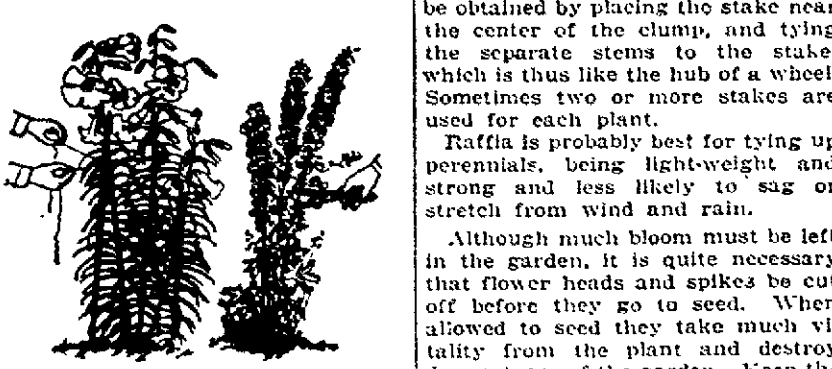 be obtained by placing the stake near
the center of the clump, and tying
the separate stems to the stake
which is thus like the hub of a wheel
Sometimes two or more stakes are
used for each plant.
Raffia is probably best for tying up
perennials, being light-weight and
strong and less likely to sag or
stretch from wind and rain.
Although much bloom must be left
in the garden, it is quite necessary
that flower heads and spikes be cut
off before they go to seed. When
allowed to seed they take much vi
tality from the plant and destroy
of the garden. Keep the